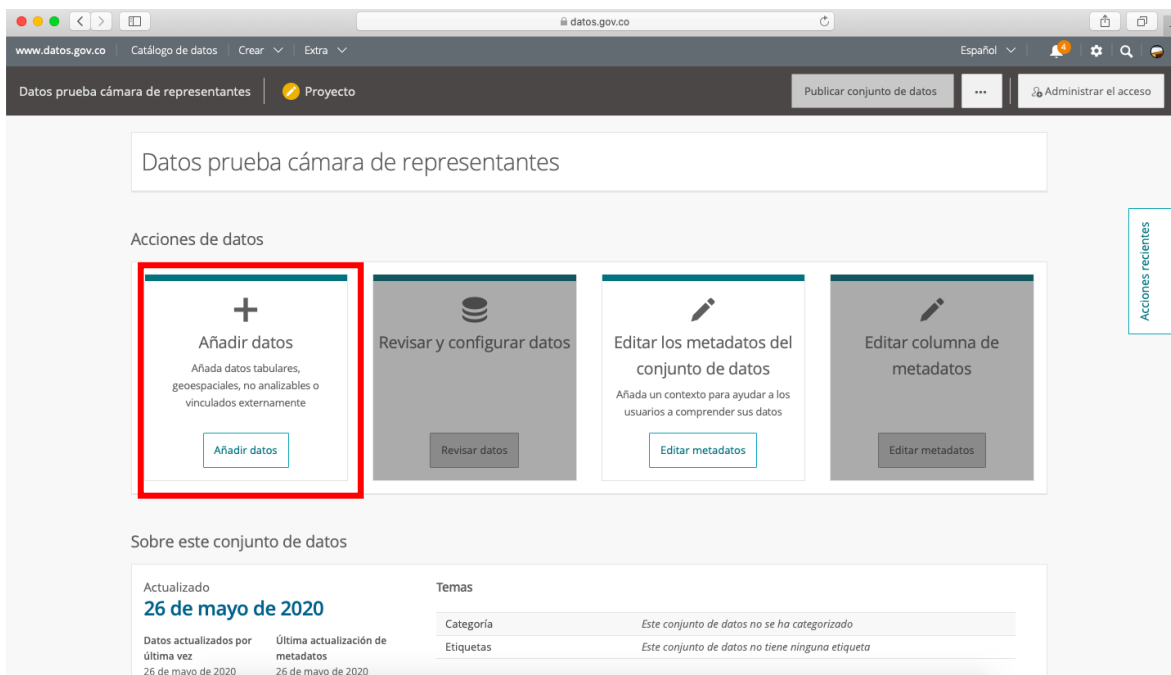 datos.gov.co
www.datos.gov.co Catálogo de datos Crear Extra Español 4
Datos prueba cámara de representantes Proyecto Publicar conjunto de datos ... Administrar el acceso
Datos prueba cámara de representantes
Acciones recientes
Acciones de datos
Añadir datos
Añada datos tabulares,
geoespaciales, no analizables o
vinculados externamente
Añadir datos
Revisar y configurar datos
Revisar datos
Editar los metadatos del
conjunto de datos
Añada un contexto para ayudar a los
usuarios a comprender sus datos
Editar metadatos
Editar columna de
metadatos
Editar metadatos
Sobre este conjunto de datos
Actualizado
26 de mayo de 2020
Datos actualizados por
última vez
26 de mayo de 2020
Última actualización de
metadatos
26 de mayo de 2020
Temas
Categoría Este conjunto de datos no se ha categorizado
Etiquetas Este conjunto de datos no tiene ninguna etiqueta